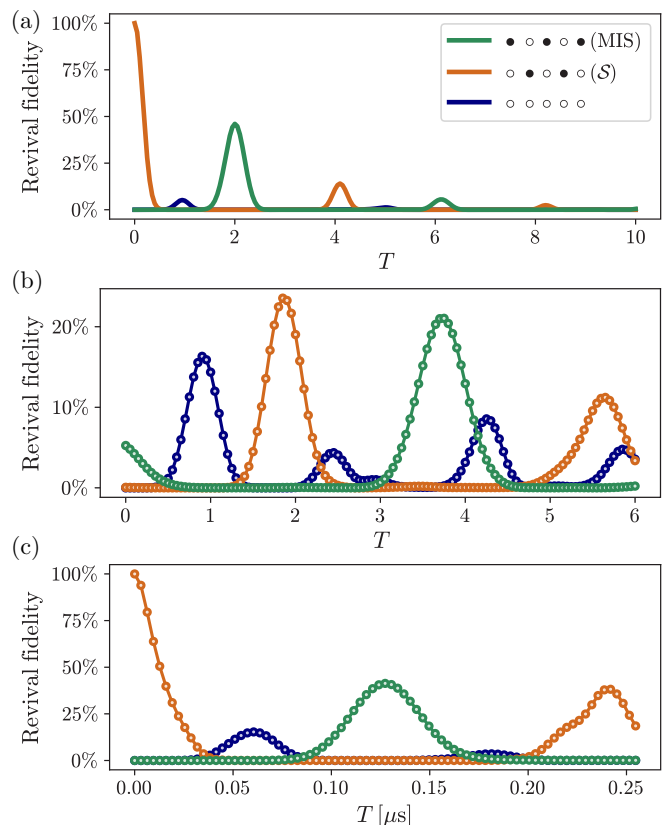 (a)
100%
75%
50%
25%
0%
Revival fidelity
(MIS)
(𝒮)
0 2 4 6 8 10
T
(b)
20%
10%
0%
Revival fidelity
0 1 2 3 4 5 6
T
(c)
100%
75%
50%
25%
0%
Revival fidelity
0.00 0.05 0.10 0.15 0.20 0.25
T [μs]